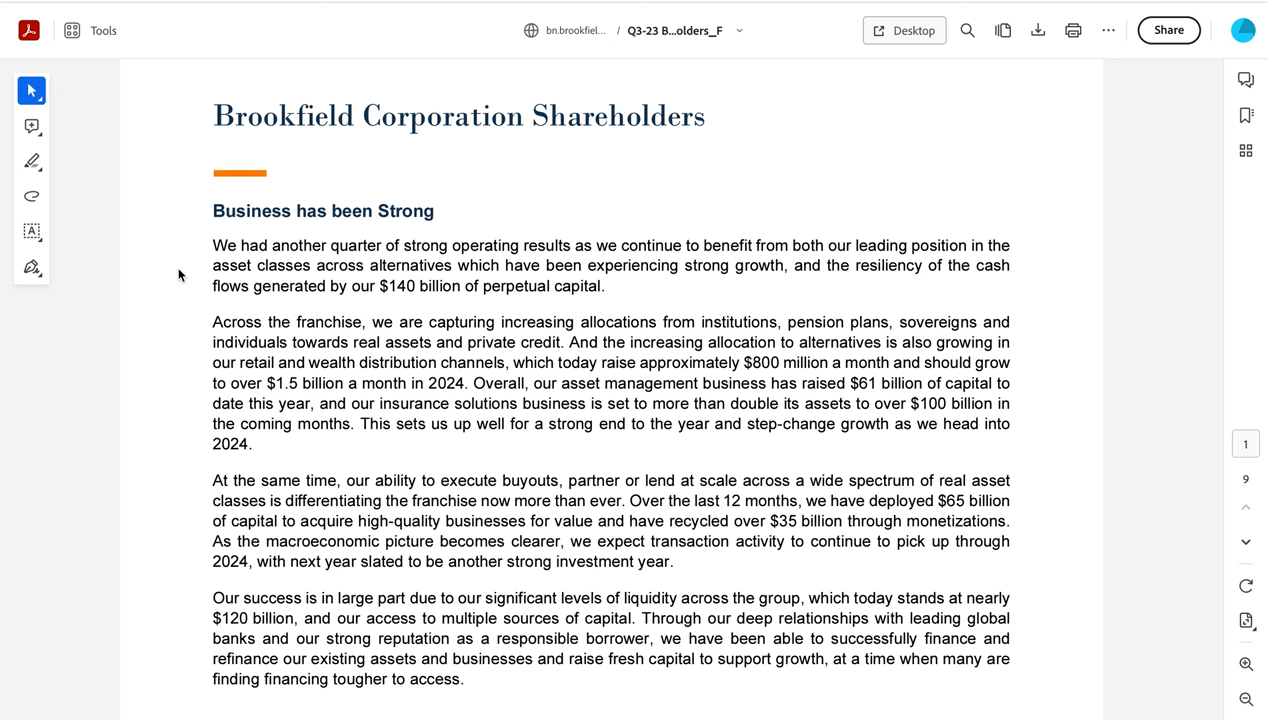 Tools
bn.brookfiel... / Q3-23 B...olders_F
Desktop
Share
Brookfield Corporation Shareholders
Business has been Strong
We had another quarter of strong operating results as we continue to benefit from both our leading position in the
asset classes across alternatives which have been experiencing strong growth, and the resiliency of the cash
flows generated by our $140 billion of perpetual capital.
Across the franchise, we are capturing increasing allocations from institutions, pension plans, sovereigns and
individuals towards real assets and private credit. And the increasing allocation to alternatives is also growing in
our retail and wealth distribution channels, which today raise approximately $800 million a month and should grow
to over $1.5 billion a month in 2024. Overall, our asset management business has raised $61 billion of capital to
date this year, and our insurance solutions business is set to more than double its assets to over $100 billion in
the coming months. This sets us up well for a strong end to the year and step-change growth as we head into
2024.
At the same time, our ability to execute buyouts, partner or lend at scale across a wide spectrum of real asset
classes is differentiating the franchise now more than ever. Over the last 12 months, we have deployed $65 billion
of capital to acquire high-quality businesses for value and have recycled over $35 billion through monetizations.
As the macroeconomic picture becomes clearer, we expect transaction activity to continue to pick up through
2024, with next year slated to be another strong investment year.
Our success is in large part due to our significant levels of liquidity across the group, which today stands at nearly
$120 billion, and our access to multiple sources of capital. Through our deep relationships with leading global
banks and our strong reputation as a responsible borrower, we have been able to successfully finance and
refinance our existing assets and businesses and raise fresh capital to support growth, at a time when many are
finding financing tougher to access.
1
9